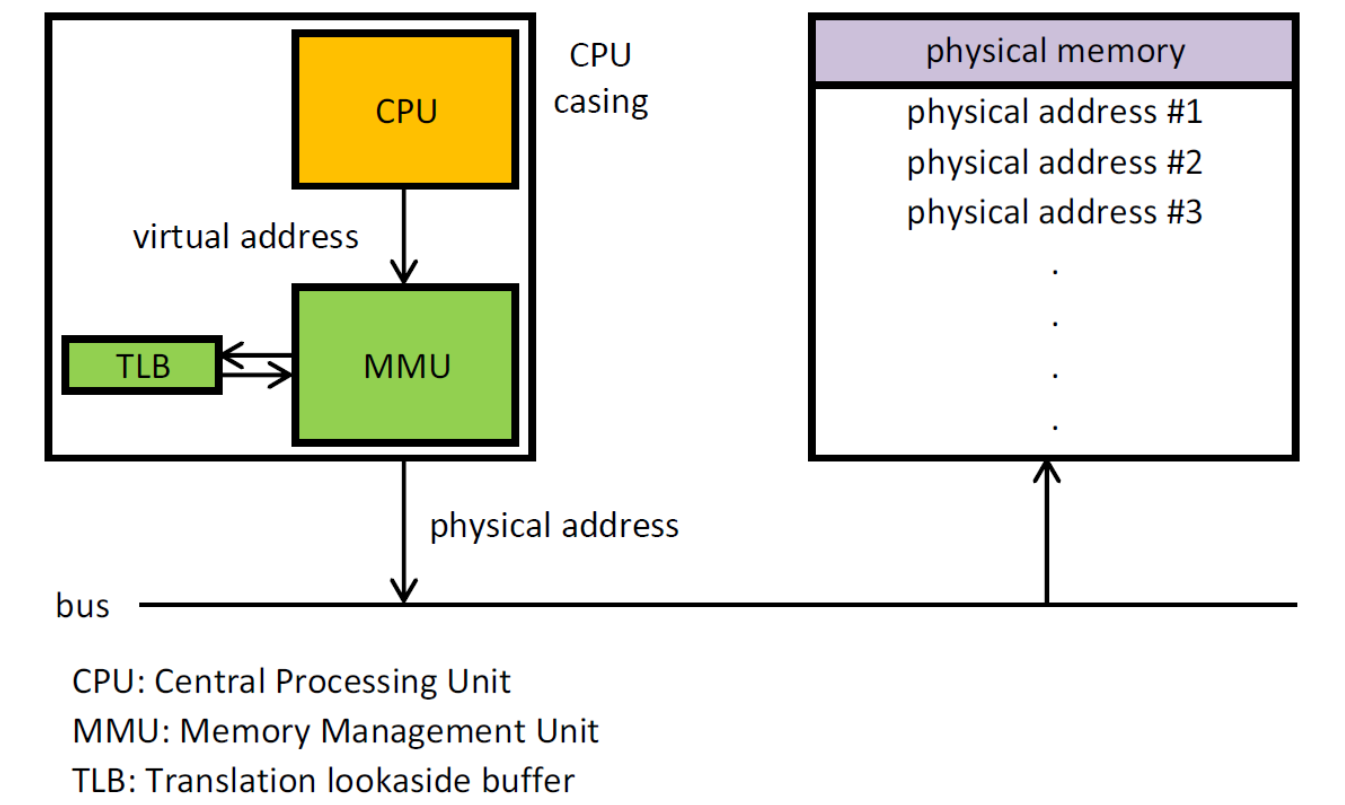 CPU
CPU
casing
virtual address
TLB
MMU
physical address
bus
physical memory
physical address #1
physical address #2
physical address #3
.
.
.
.
CPU: Central Processing Unit
MMU: Memory Management Unit
TLB: Translation lookaside buffer